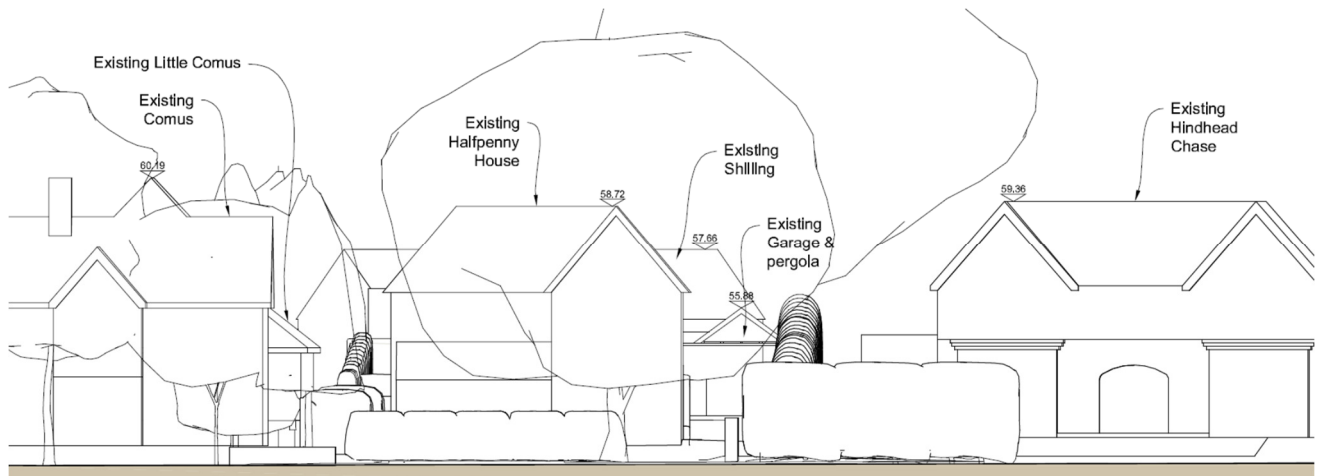 Existing Little Comus
Existing
Comus
60.19
Existing
Halfpenny
House
58.72
Existing
Shilling
57.66
Existing
Garage &
pergola
55.88
59.36
Existing
Hindhead
Chase